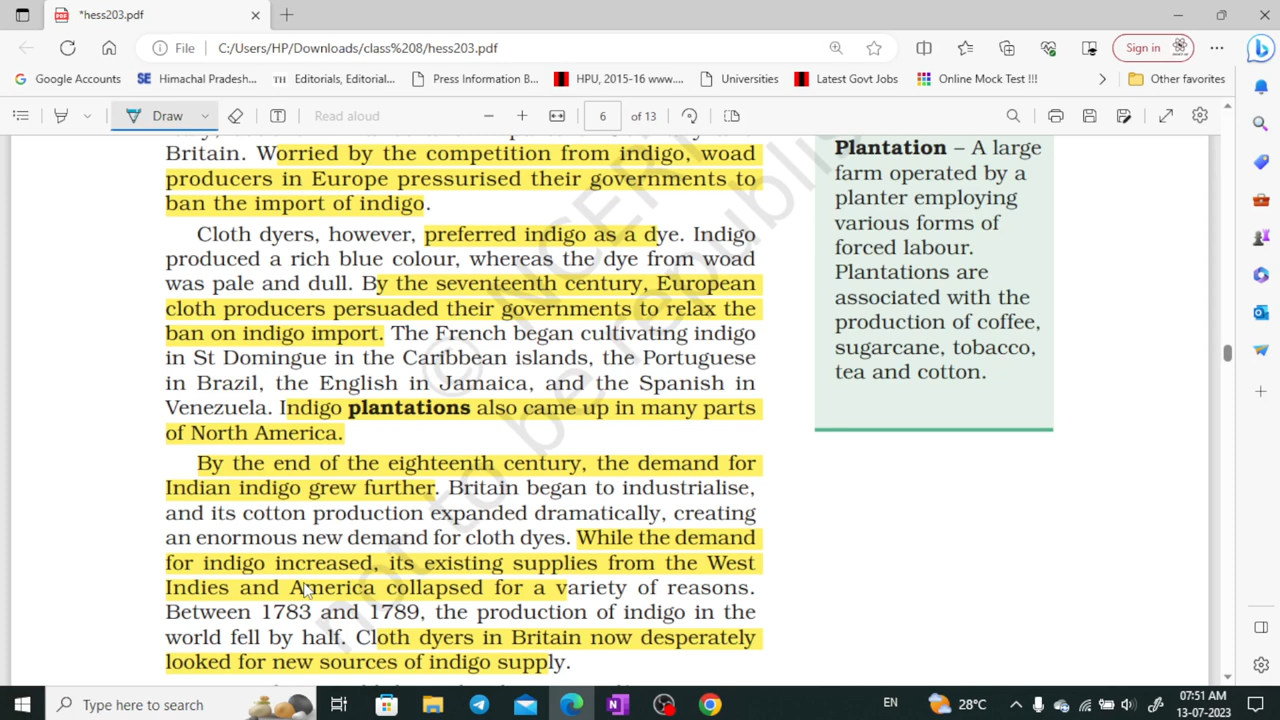 *hess203.pdf
File C:/Users/HP/Downloads/class%208/hess203.pdf
Sign in
Google Accounts SE Himachal Pradesh... TH Editorials, Editorial... Press Information B... HPU, 2015-16 www.... Universities Latest Govt Jobs Online Mock Test !!! Other favorites
Draw Read aloud 6 of 13
Britain. Worried by the competition from indigo, woad
producers in Europe pressurised their governments to
ban the import of indigo.
Cloth dyers, however, preferred indigo as a dye. Indigo
produced a rich blue colour, whereas the dye from woad
was pale and dull. By the seventeenth century, European
cloth producers persuaded their governments to relax the
ban on indigo import. The French began cultivating indigo
in St Domingue in the Caribbean islands, the Portuguese
in Brazil, the English in Jamaica, and the Spanish in
Venezuela. Indigo plantations also came up in many parts
of North America.
By the end of the eighteenth century, the demand for
Indian indigo grew further. Britain began to industrialise,
and its cotton production expanded dramatically, creating
an enormous new demand for cloth dyes. While the demand
for indigo increased, its existing supplies from the West
Indies and America collapsed for a variety of reasons.
Between 1783 and 1789, the production of indigo in the
world fell by half. Cloth dyers in Britain now desperately
looked for new sources of indigo supply.
Plantation – A large
farm operated by a
planter employing
various forms of
forced labour.
Plantations are
associated with the
production of coffee,
sugarcane, tobacco,
tea and cotton.
© NCERT
not to be republi
Type here to search
EN 28°C 07:51 AM
13-07-2023